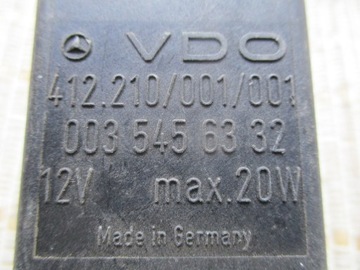 VDO
412.210/001/001
003 545 63 32
12V max.20W
Made in Germany